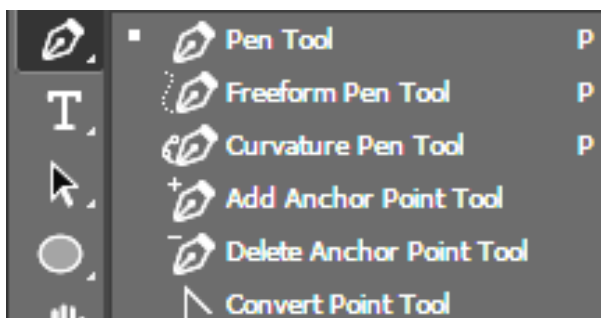 Pen Tool P
Freeform Pen Tool P
Curvature Pen Tool P
T
Add Anchor Point Tool
Delete Anchor Point Tool
Convert Point Tool